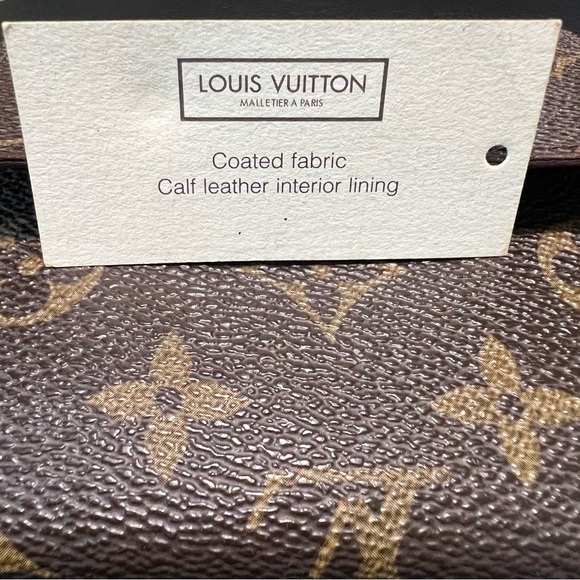 LOUIS VUITTON
MALLETIER A PARIS
Coated fabric
Calf leather interior lining